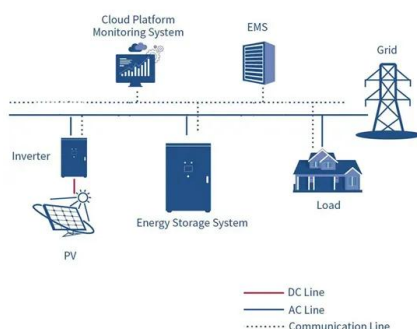 Cloud Platform
Monitoring System
EMS
Grid
Inverter
Energy Storage System
Load
PV
DC Line
AC Line
Communication Line